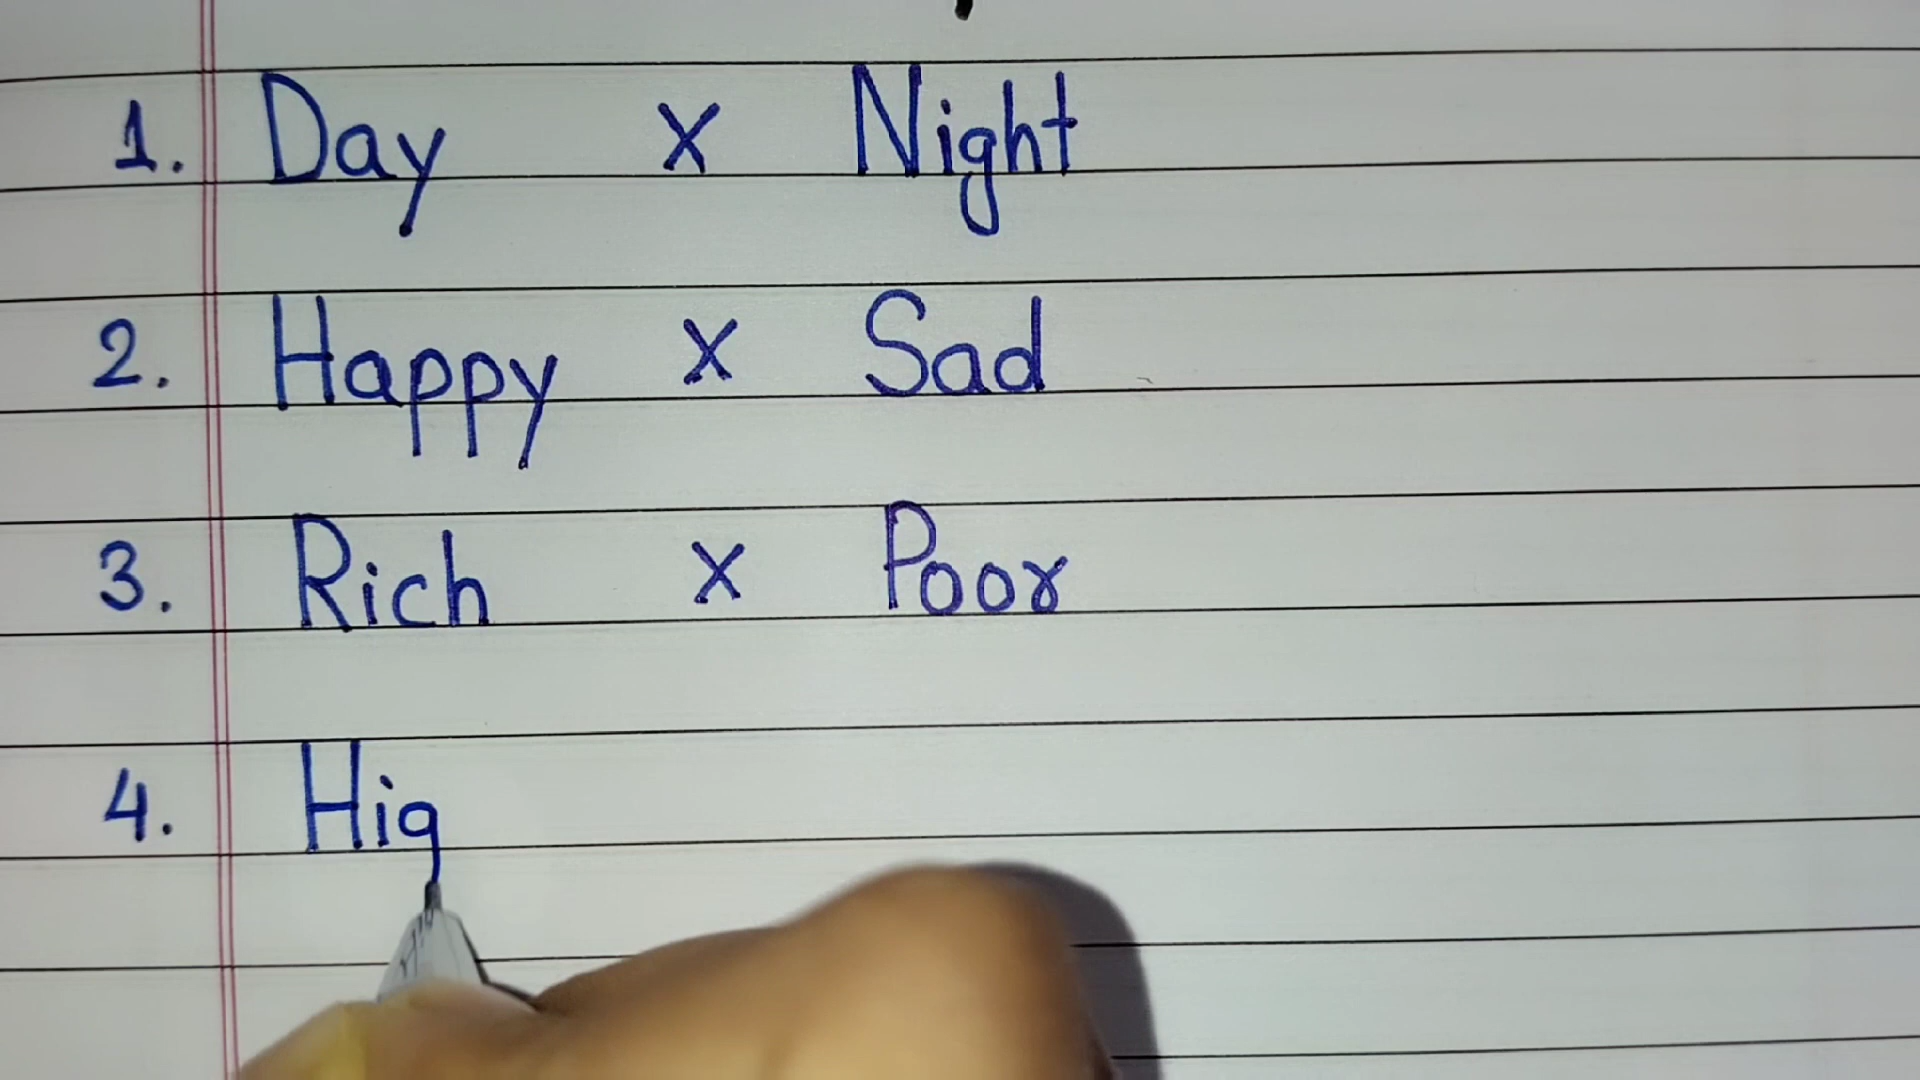 1. Day x Night
2. Happy x Sad
3. Rich x Poor
4. Hig